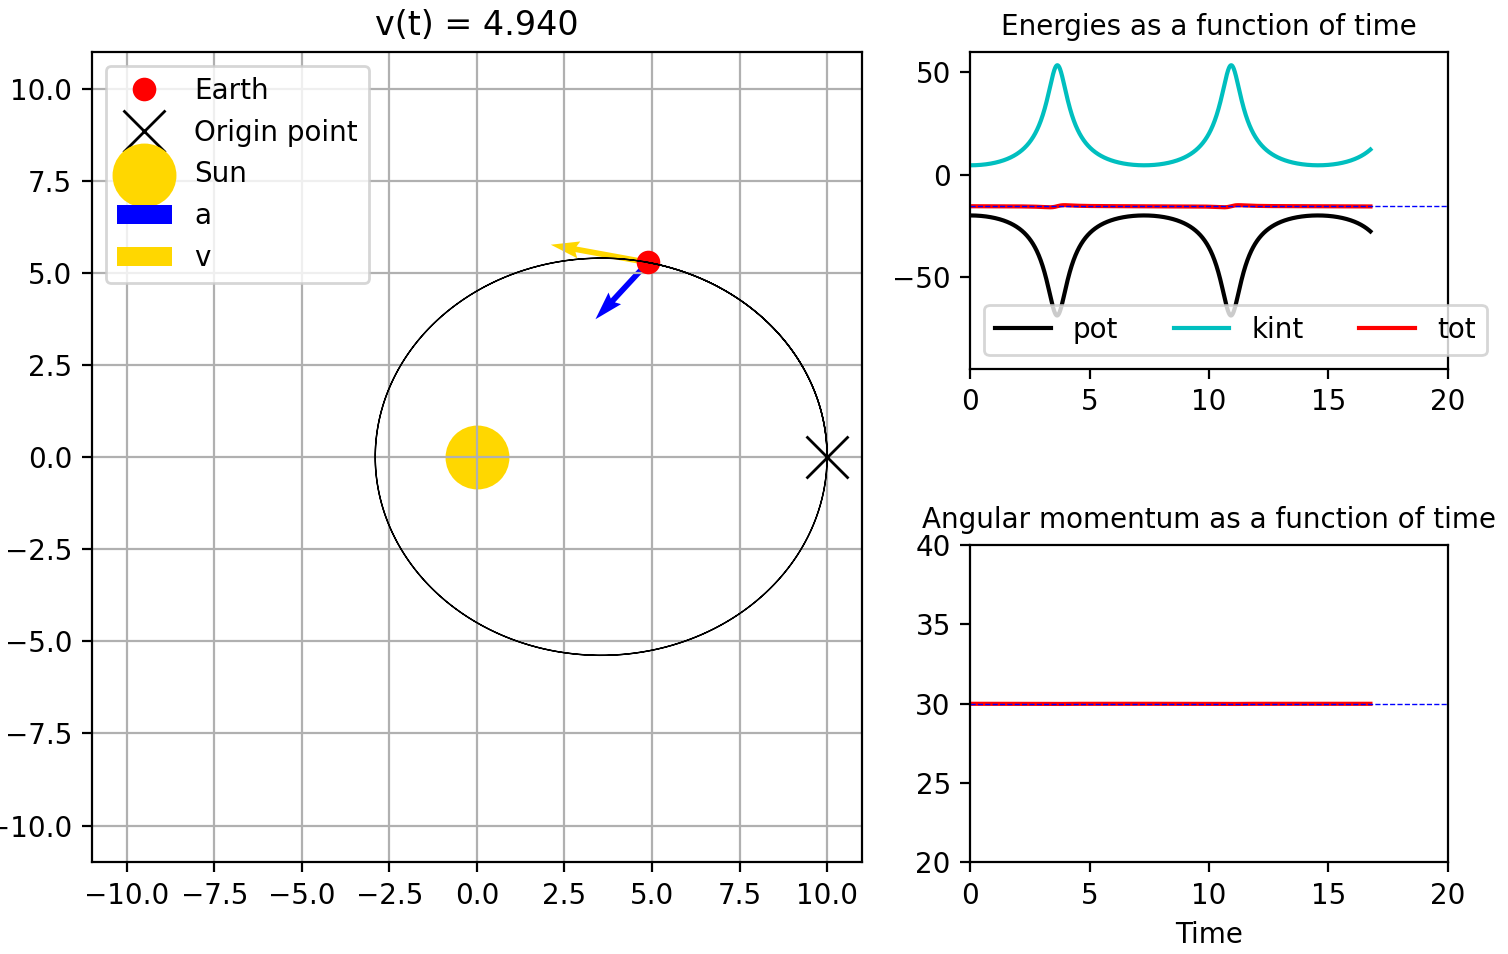 v(t) = 4.940
Earth
Origin point
Sun
a
v
10.0
7.5
5.0
2.5
0.0
−2.5
−5.0
−7.5
−10.0
−10.0 −7.5 −5.0 −2.5 0.0 2.5 5.0 7.5 10.0
Energies as a function of time
50
0
−50
pot kint tot
0 5 10 15 20
Angular momentum as a function of time
40
35
30
25
20
0 5 10 15 20
Time